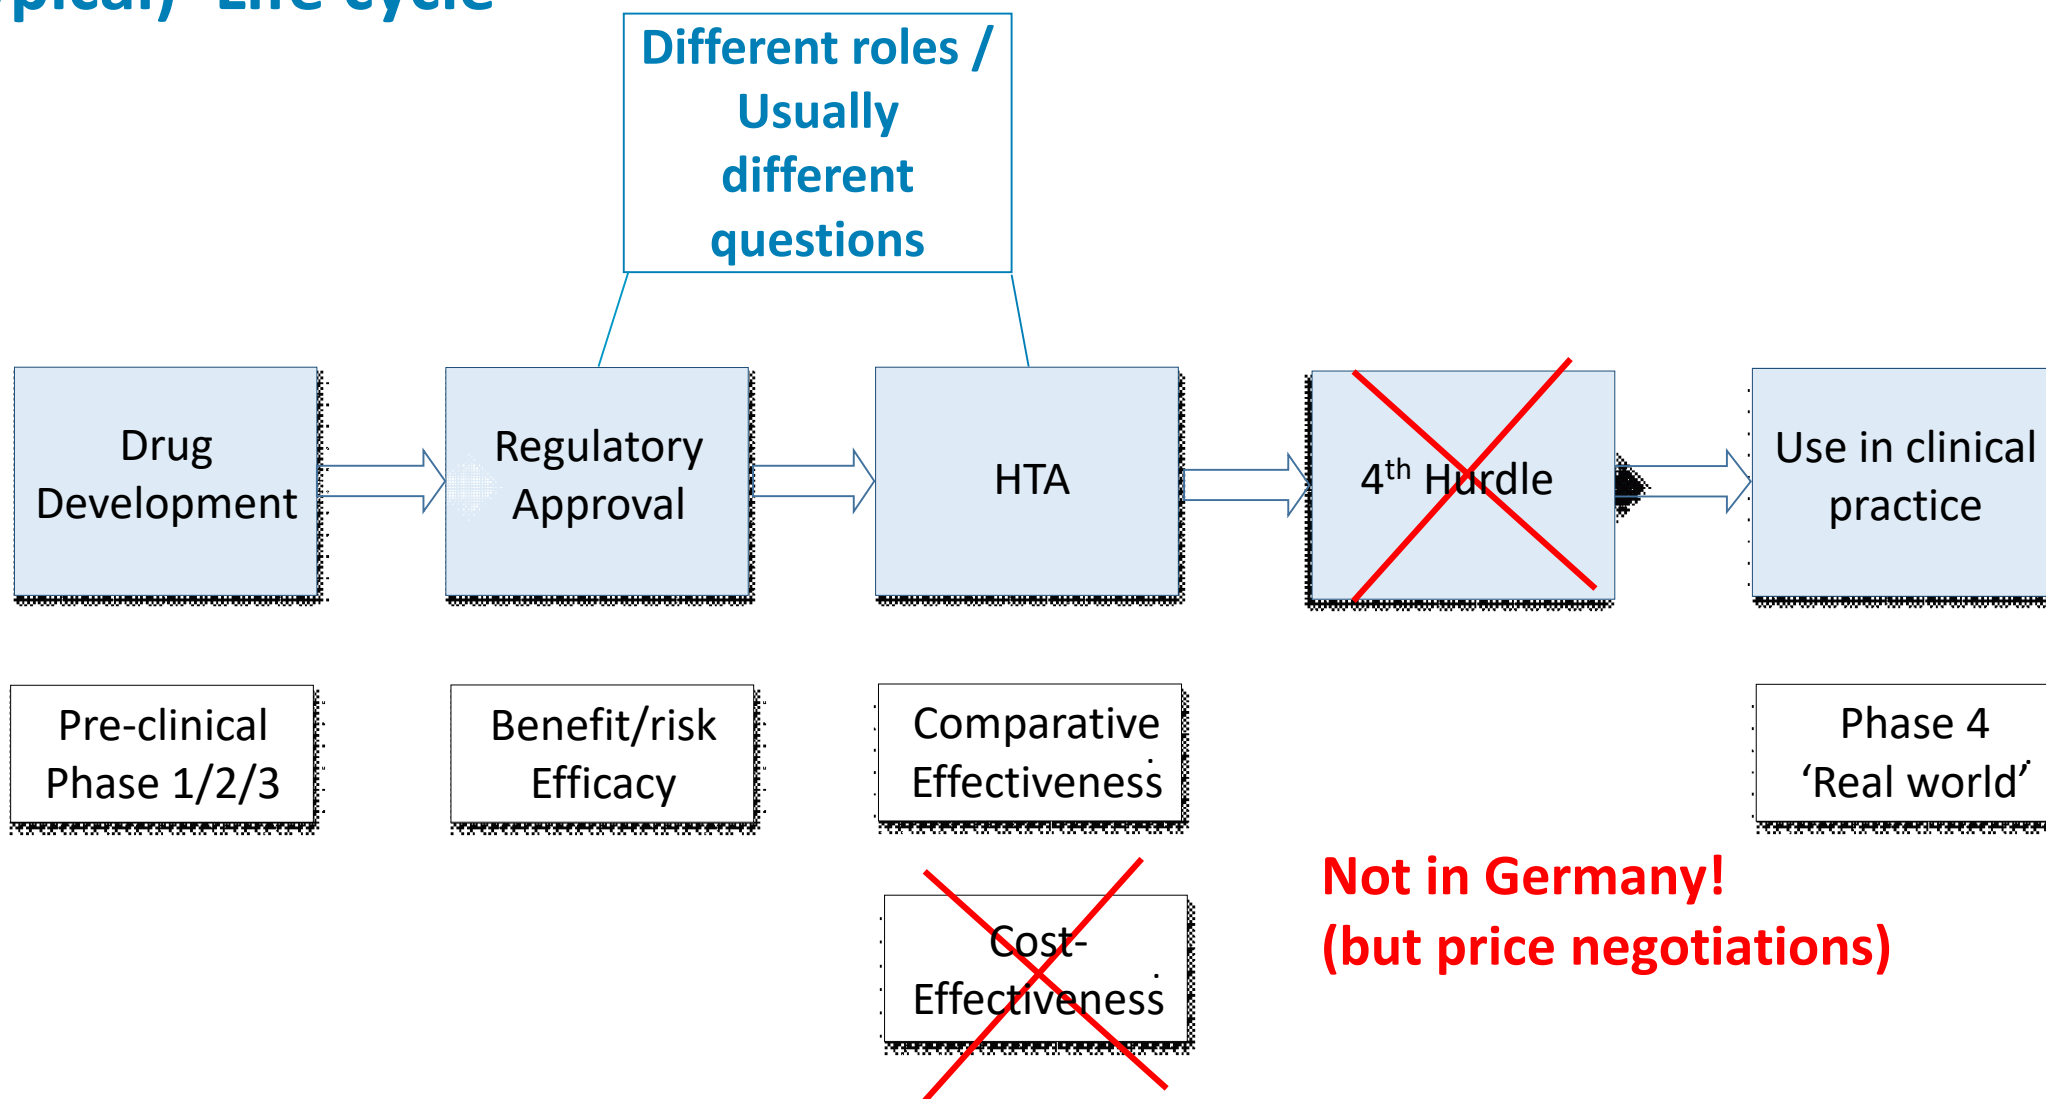 Life cycle
Different roles /
Usually
different
questions
Drug
Development
Regulatory
Approval
HTA
4th Hurdle
Use in clinical
practice
Pre-clinical
Phase 1/2/3
Benefit/risk
Efficacy
Comparative
Effectiveness
Phase 4
‘Real world’
Cost-
Effectiveness
Not in Germany!
(but price negotiations)